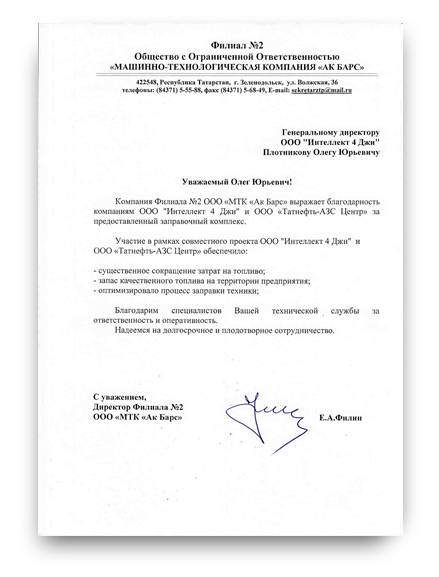 Филиал №2
Общество с Ограниченной Ответственностью
«МАШИННО-ТЕХНОЛОГИЧЕСКАЯ КОМПАНИЯ «АК БАРС»
422548, Республика Татарстан, г. Зеленодольск, ул. Волжская, 36
телефоны: (84371) 5-55-88, факс (84371) 5-68-49, E-mail: sekretarztp@mail.ru
Генеральному директору
ООО "Интеллект 4 Джи"
Плотникову Олегу Юрьевичу
Уважаемый Олег Юрьевич!
Компания Филиала №2 ООО «МТК «Ак Барс» выражает благодарность
компаниям ООО "Интеллект 4 Джи" и ООО «Татнефть-АЗС Центр» за
предоставленный заправочный комплекс.
Участие в рамках совместного проекта ООО "Интеллект 4 Джи" и
ООО «Татнефть-АЗС Центр» обеспечило:
- существенное сокращение затрат на топливо;
- запас качественного топлива на территории предприятия;
- оптимизировало процесс заправки техники;
Благодарим специалистов Вашей технической службы за
ответственность и оперативность.
Надеемся на долгосрочное и плодотворное сотрудничество.
С уважением,
Директор Филиала №2
ООО «МТК «Ак Барс»
Е.А.Филин